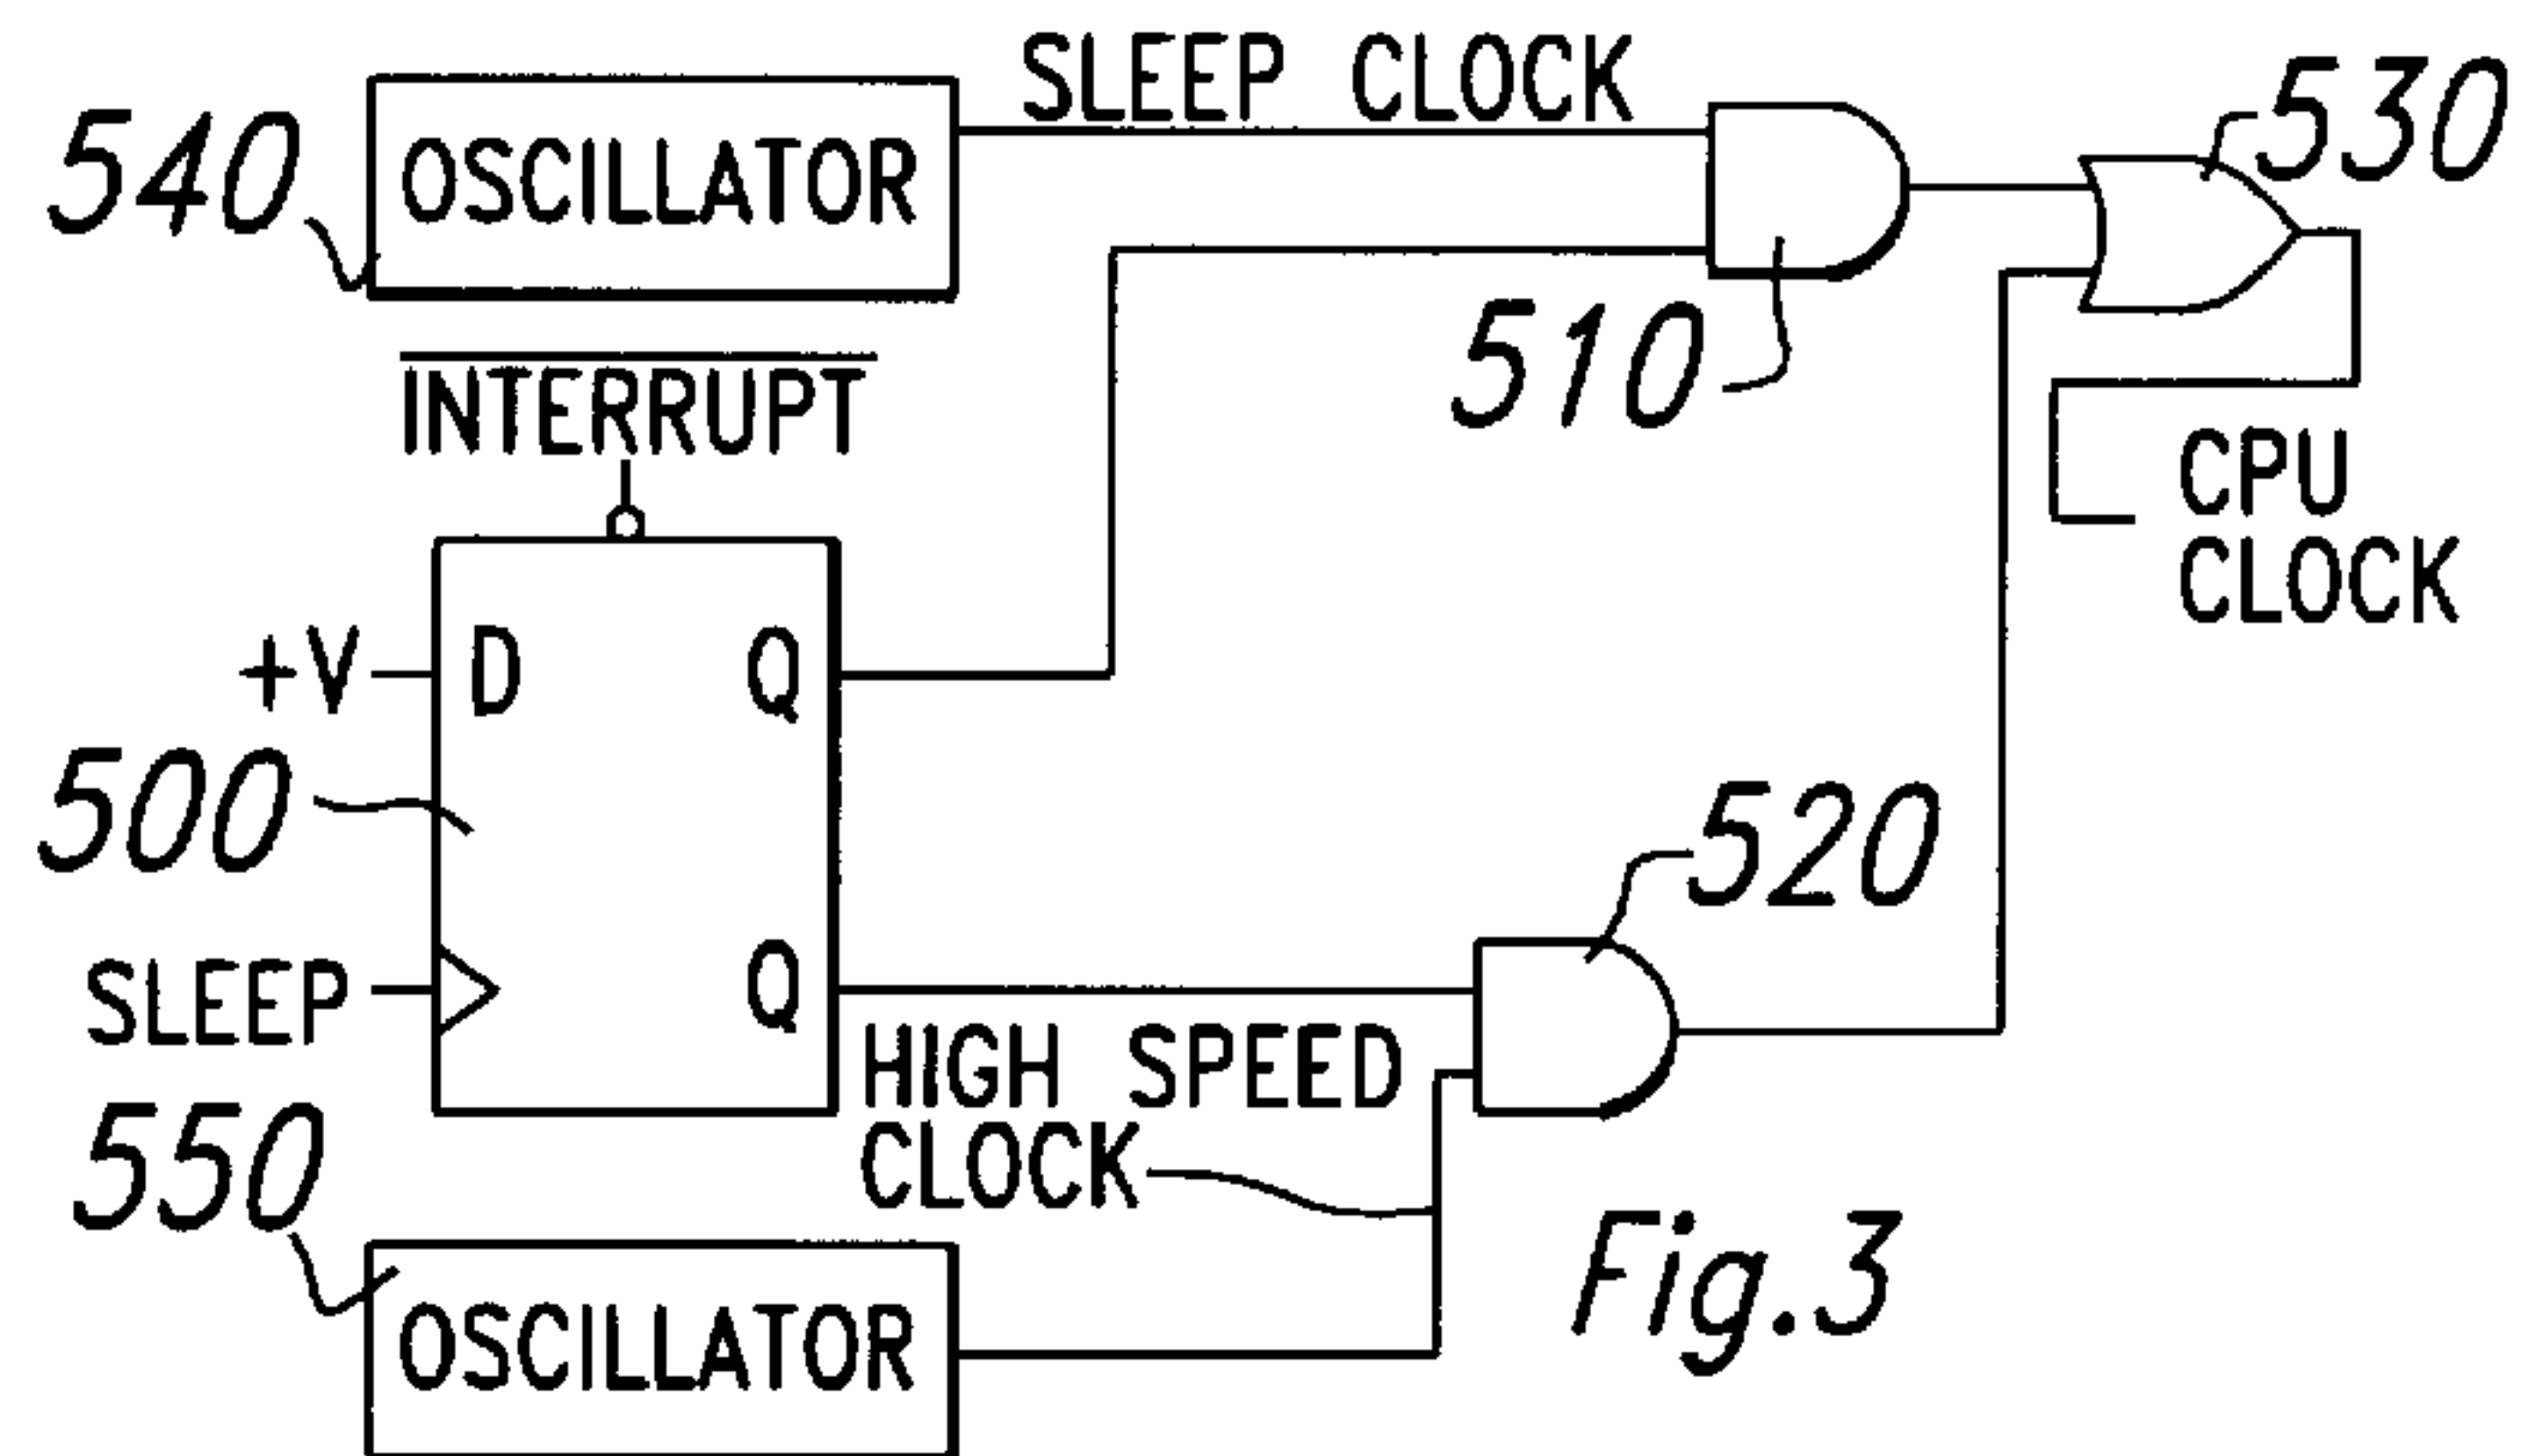 SLEEP CLOCK
530
540
OSCILLATOR
510
INTERRUPT
CPU
CLOCK
+V
D
Q
500
520
SLEEP
Q
HIGH SPEED
CLOCK
550
OSCILLATOR
Fig.3